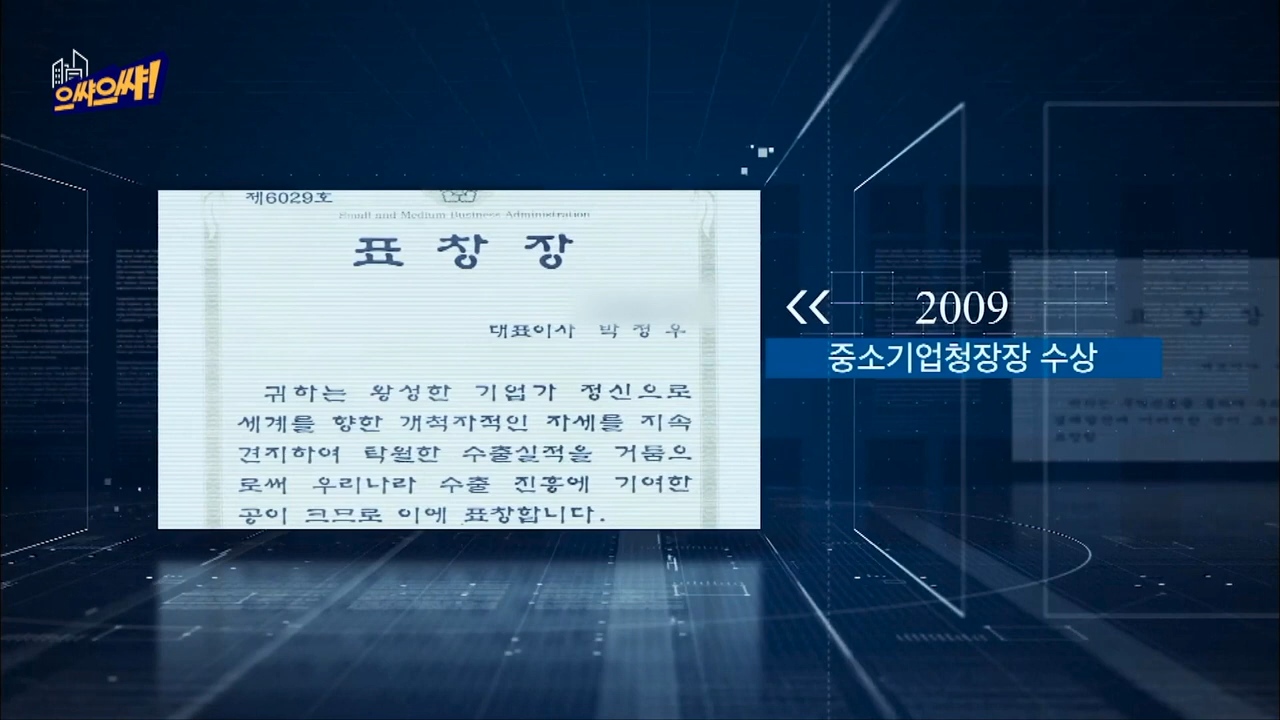 으쌰으쌰!
제6029호
Small and Medium Business Administration
표 창 장
대표이사 박 정 우
귀하는 왕성한 기업가 정신으로
세계를 향한 개척자적인 자세를 지속
견지하여 탁월한 수출실적을 거둠으
로써 우리나라 수출 진흥에 기여한
공이 크므로 이에 표창합니다.
2009
중소기업청장장 수상